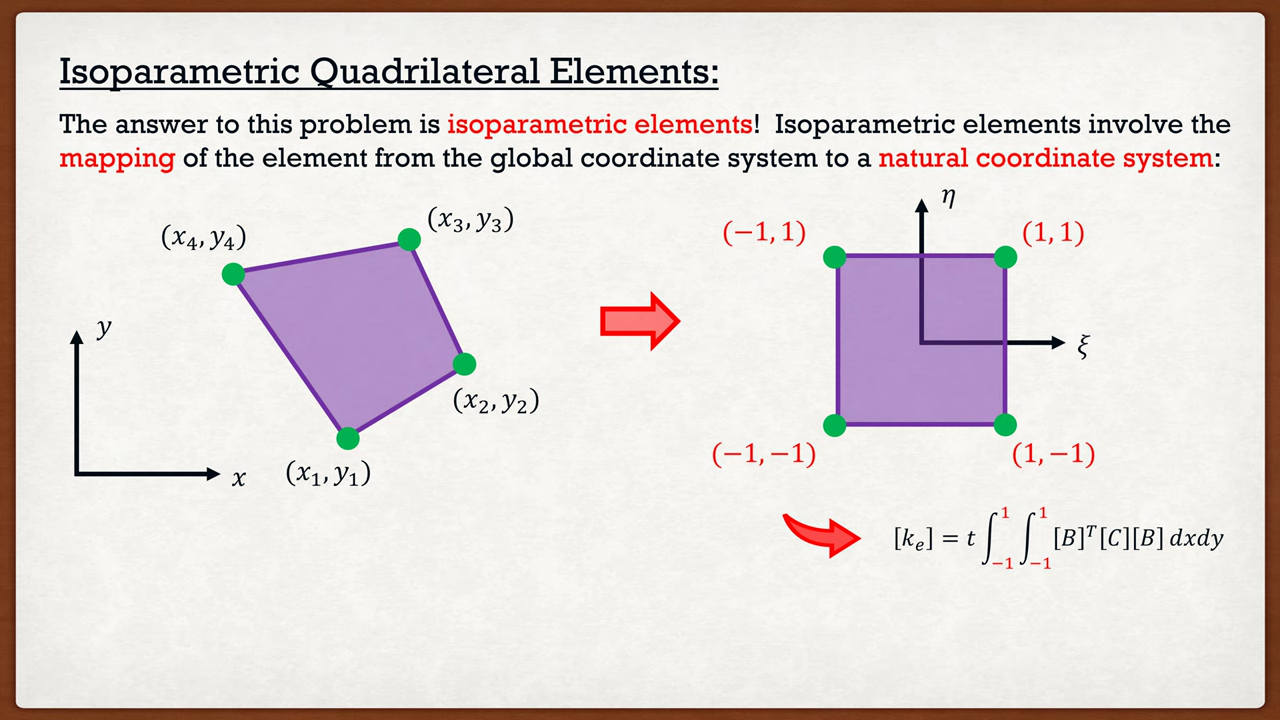 Isoparametric Quadrilateral Elements:
The answer to this problem is isoparametric elements! Isoparametric elements involve the
mapping of the element from the global coordinate system to a natural coordinate system:
η
(x₃, y₃)
(x₄, y₄)
(−1, 1)
(1, 1)
y
ξ
(x₂, y₂)
(−1, −1)
(1, −1)
x
(x₁, y₁)
[kₑ] = t ∫₋₁¹ ∫₋₁¹ [B]ᵀ[C][B] dxdy